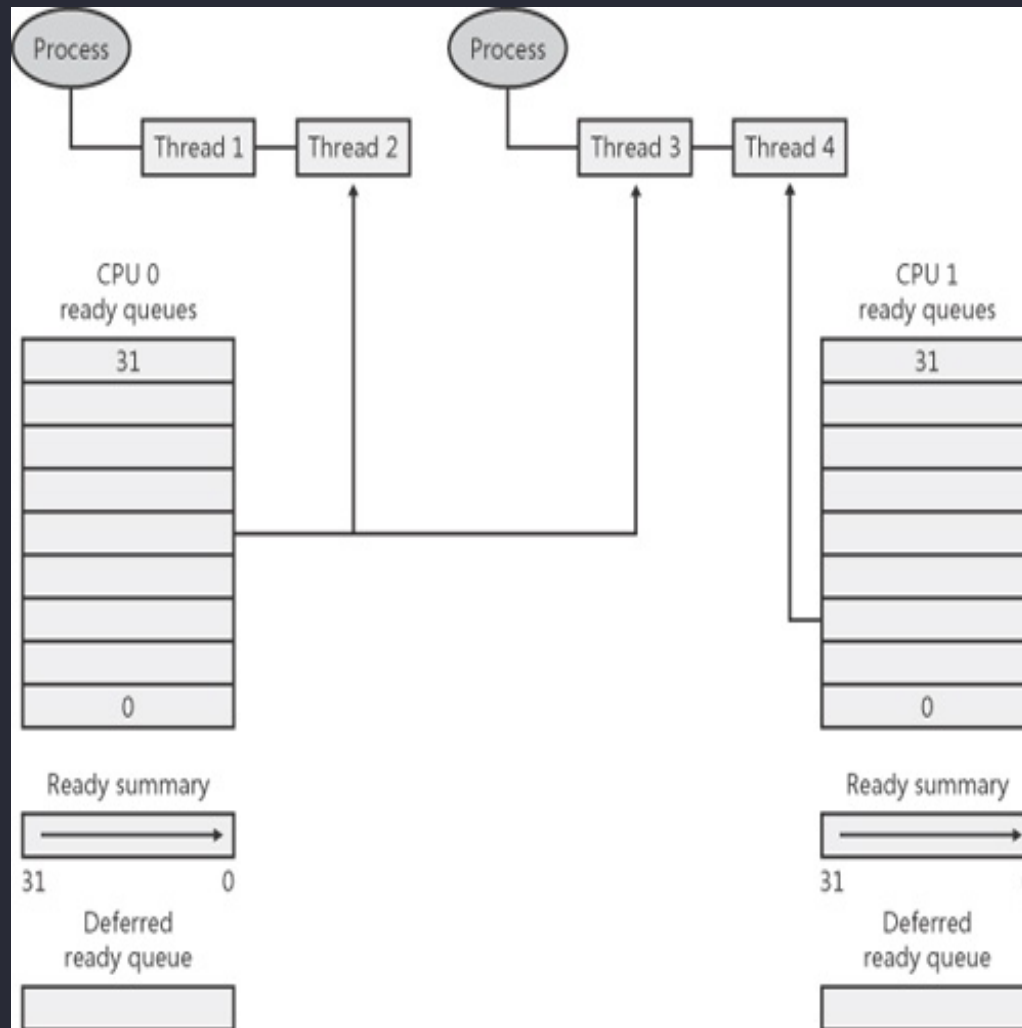 Process
Process
Thread 1
Thread 2
Thread 3
Thread 4
CPU 0
ready queues
CPU 1
ready queues
31
31
0
0
Ready summary
Ready summary
31
0
31
Deferred
ready queue
Deferred
ready queue